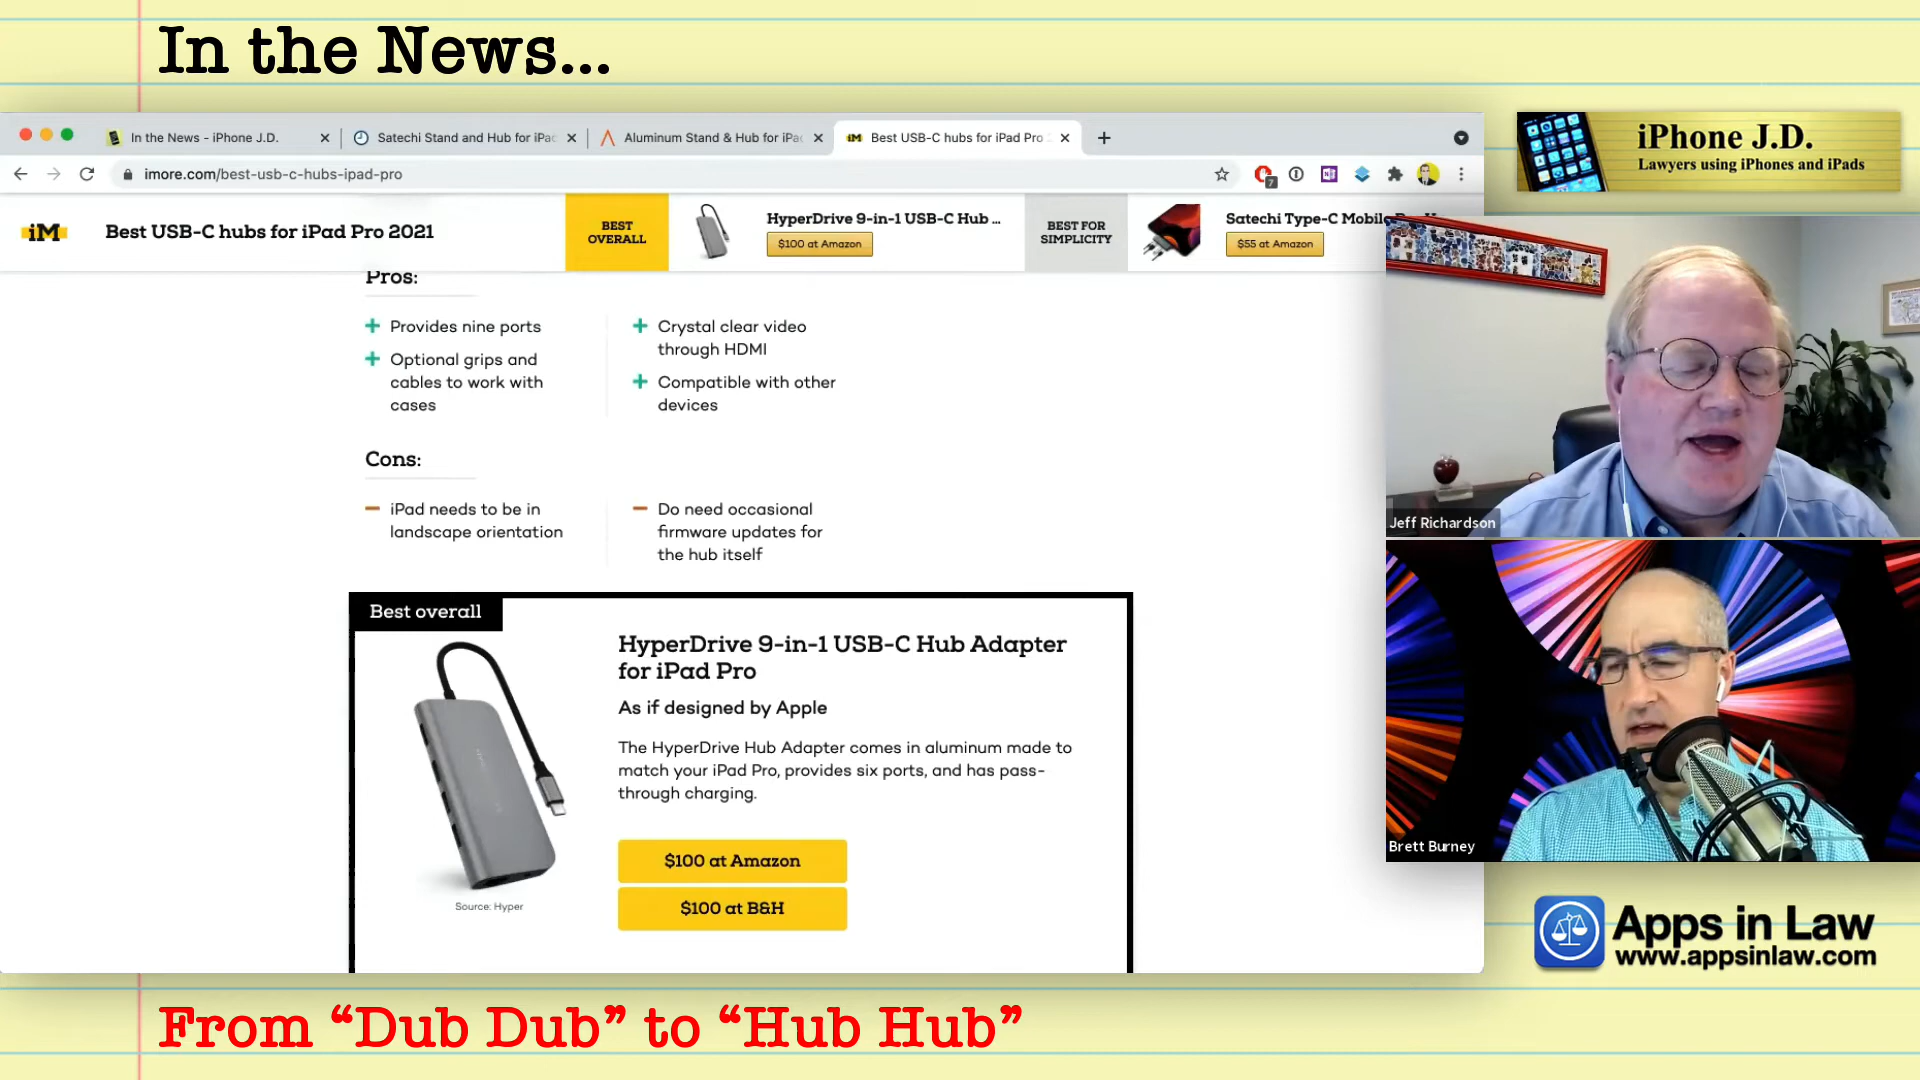 In the News...
In the News - iPhone J.D.
Satechi Stand and Hub for iPad
Aluminum Stand & Hub for iPad
Best USB-C hubs for iPad Pro
imore.com/best-usb-c-hubs-ipad-pro
7
iM
Best USB-C hubs for iPad Pro 2021
BEST
OVERALL
HyperDrive 9-in-1 USB-C Hub ...
$100 at Amazon
BEST FOR
SIMPLICITY
Satechi Type-C Mobile
$55 at Amazon
iPhone J.D.
Lawyers using iPhones and iPads
Pros:
Provides nine ports
Optional grips and
cables to work with
cases
Crystal clear video
through HDMI
Compatible with other
devices
Cons:
iPad needs to be in
landscape orientation
Do need occasional
firmware updates for
the hub itself
Best overall
HyperDrive 9-in-1 USB-C Hub Adapter
for iPad Pro
As if designed by Apple
The HyperDrive Hub Adapter comes in aluminum made to
match your iPad Pro, provides six ports, and has pass-
through charging.
$100 at Amazon
$100 at B&H
Source: Hyper
Jeff Richardson
Brett Burney
Apps in Law
www.appsinlaw.com
From “Dub Dub” to “Hub Hub”